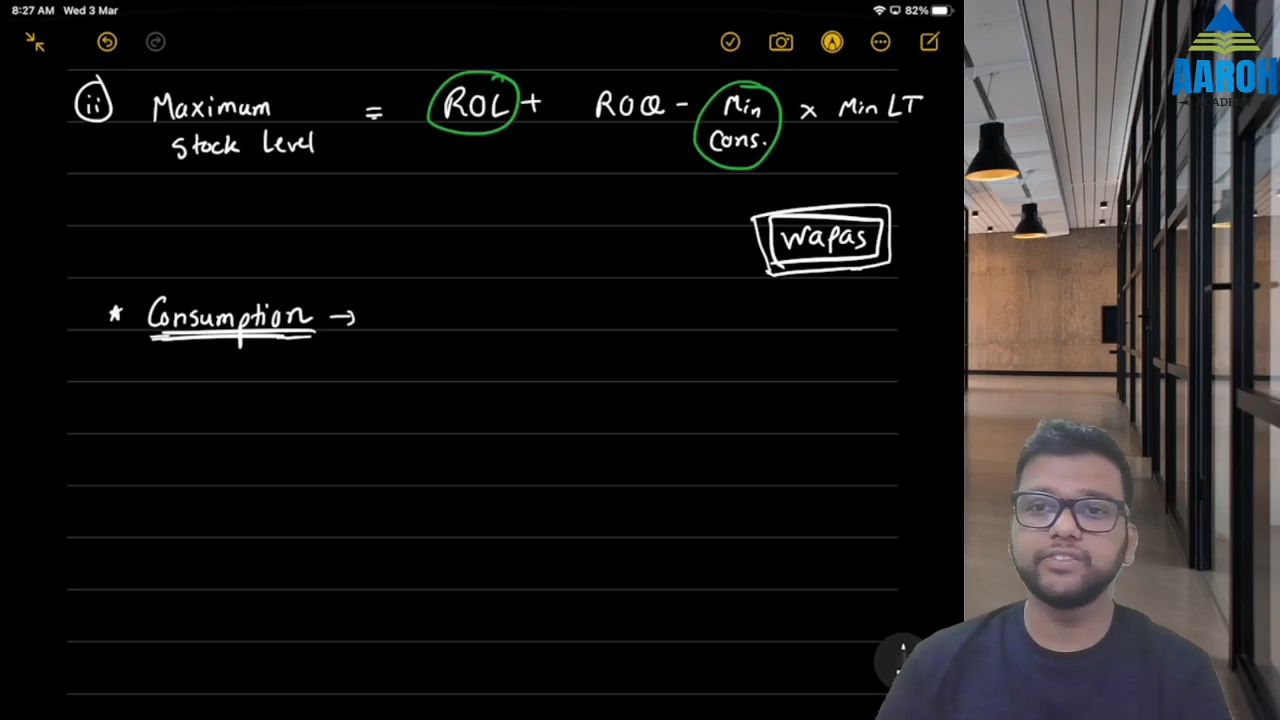 8:27 AM Wed 3 Mar
82%
AAROH
ACADEMY
ii Maximum = ROL + ROQ - Min × Min LT
Stock Level Cons.
Wapas
* Consumption →